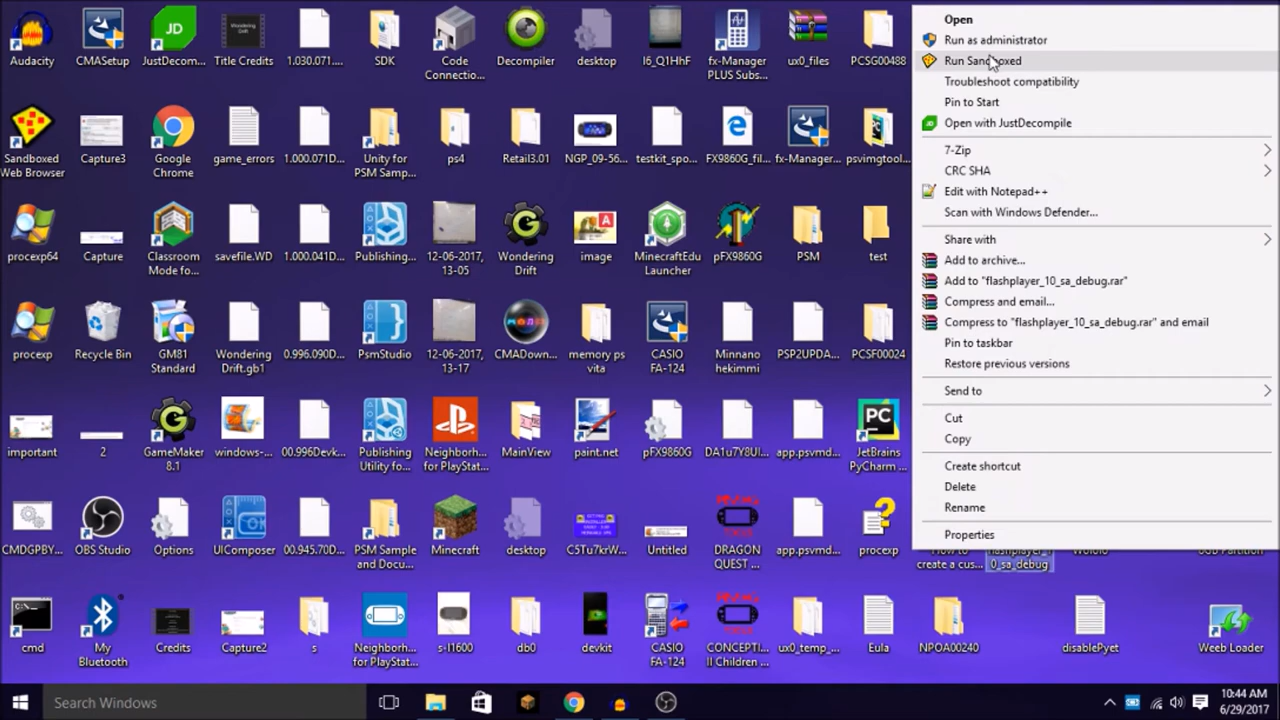 Audacity
CMASetup
JustDecom...
Title Credits
1.030.071....
SDK
Code
Connectio...
Decompiler
desktop
I6_Q1HhF
fx-Manager
PLUS Subs...
ux0_files
PCSG00488
Sandboxed
Web Browser
Capture3
Google
Chrome
game_errors
1.000.071D...
Unity for
PSM Samp...
ps4
Retail3.01
NGP_09-56...
testkit_spo...
FX9860G_fil...
fx-Manager...
psvimgtool...
procexp64
Capture
Classroom
Mode fo...
savefile.WD
1.000.041D...
Publishing...
12-06-2017,
13-05
Wondering
Drift
image
MinecraftEdu
Launcher
pFX9860G
PSM
test
procexp
Recycle Bin
GM81
Standard
Wondering
Drift.gb1
0.996.090D...
PsmStudio
12-06-2017,
13-17
CMADown...
memory ps
vita
CASIO
FA-124
Minnano
hekimmi
PSP2UPDA...
PCSF00024
important
2
GameMaker
8.1
windows-...
00.996Devk...
Publishing
Utility fo...
Neighborh...
for PlayStat...
MainView
paint.net
pFX9860G
DA1u7Y8UI...
app.psvmd...
JetBrains
PyCharm ...
CMDGPBY...
OBS Studio
Options
UIComposer
00.945.70D...
PSM Sample
and Docu...
Minecraft
desktop
C5Tu7krW...
Untitled
DRAGON
QUEST ...
app.psvmd...
procexp
How to
create a cus...
flashplayer_1
0_sa_debug
Wololo
USB Partition
cmd
My
Bluetooth
Credits
Capture2
s
Neighborh...
for PlayStat...
s-l1600
db0
devkit
CASIO
FA-124
CONCEPTI...
II Children ...
ux0_temp_...
Eula
NPOA00240
disablePyet
Weeb Loader
Open
Run as administrator
Run Sandboxed
Troubleshoot compatibility
Pin to Start
Open with JustDecompile
7-Zip
CRC SHA
Edit with Notepad++
Scan with Windows Defender...
Share with
Add to archive...
Add to "flashplayer_10_sa_debug.rar"
Compress and email...
Compress to "flashplayer_10_sa_debug.rar" and email
Pin to taskbar
Restore previous versions
Send to
Cut
Copy
Create shortcut
Delete
Rename
Properties
Search Windows
10:44 AM
6/29/2017